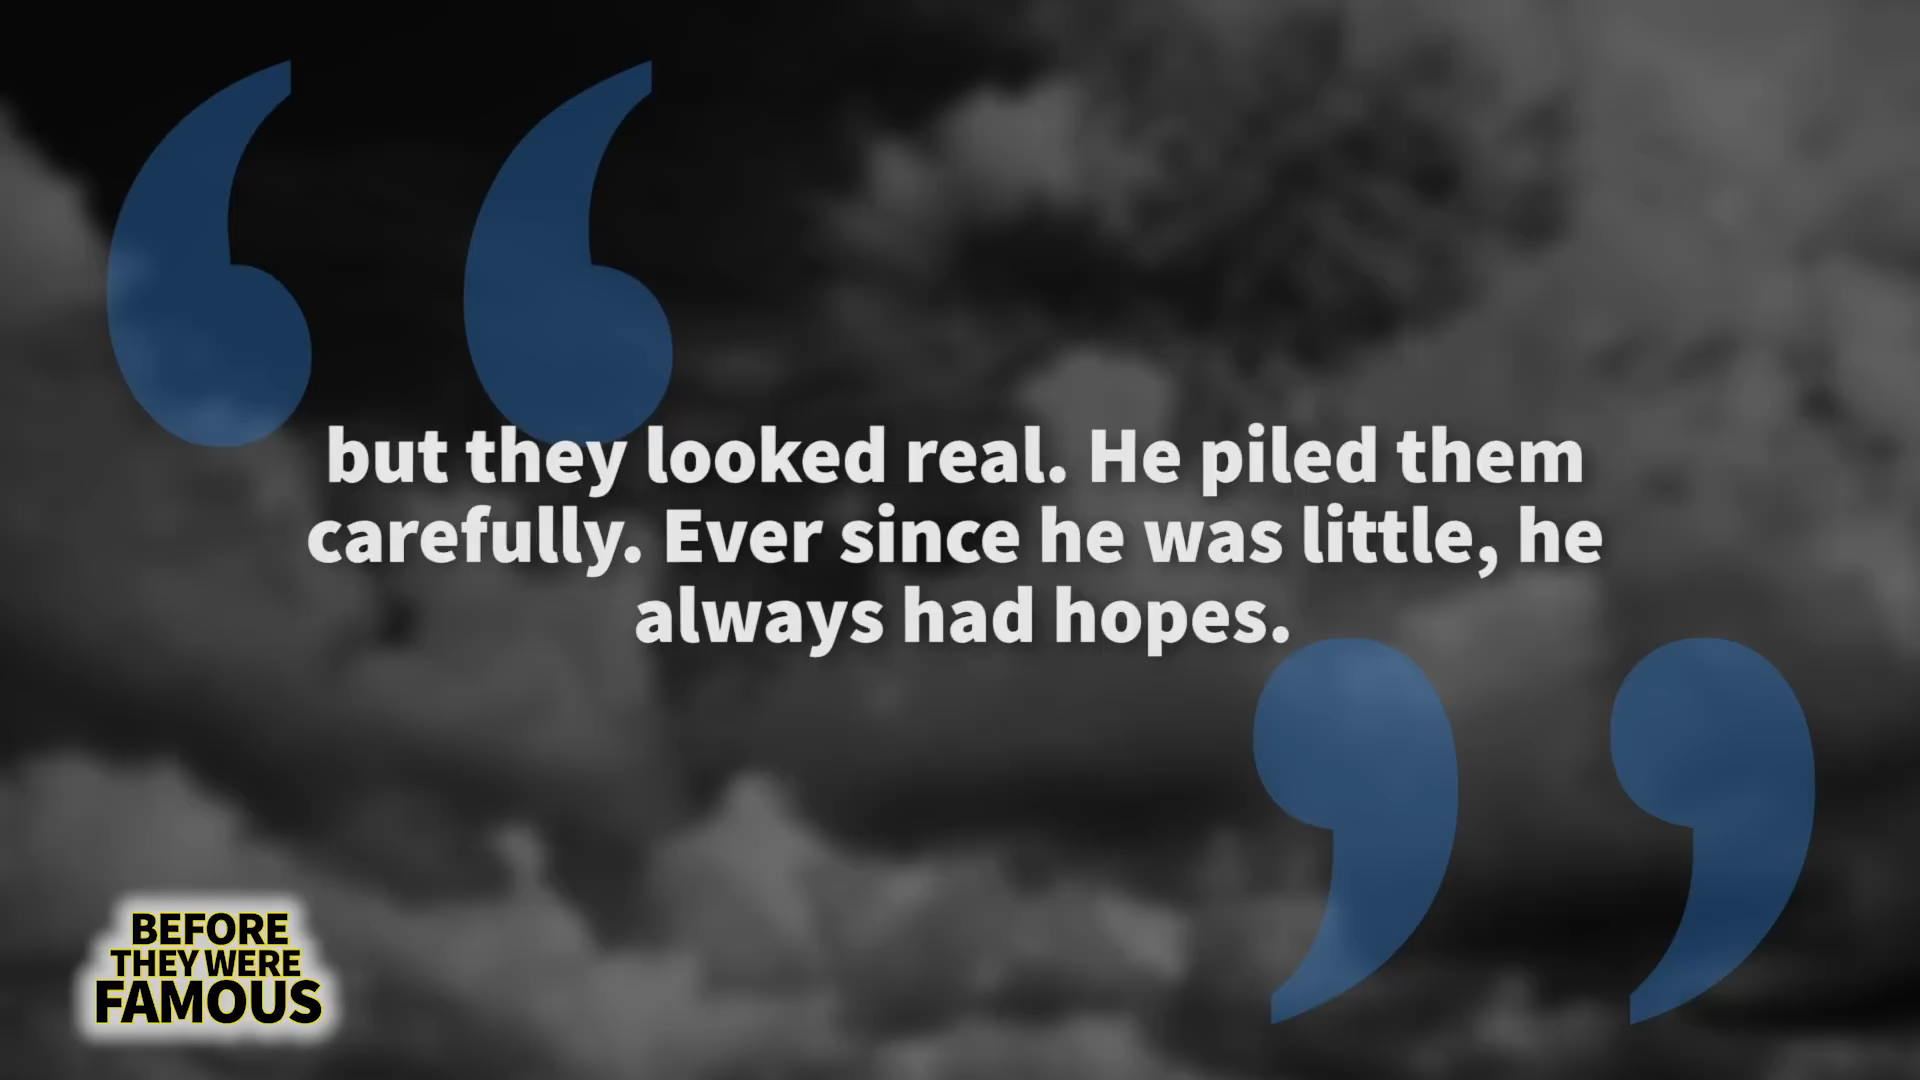 but they looked real. He piled them
carefully. Ever since he was little, he
always had hopes.
BEFORE
THEY WERE
FAMOUS